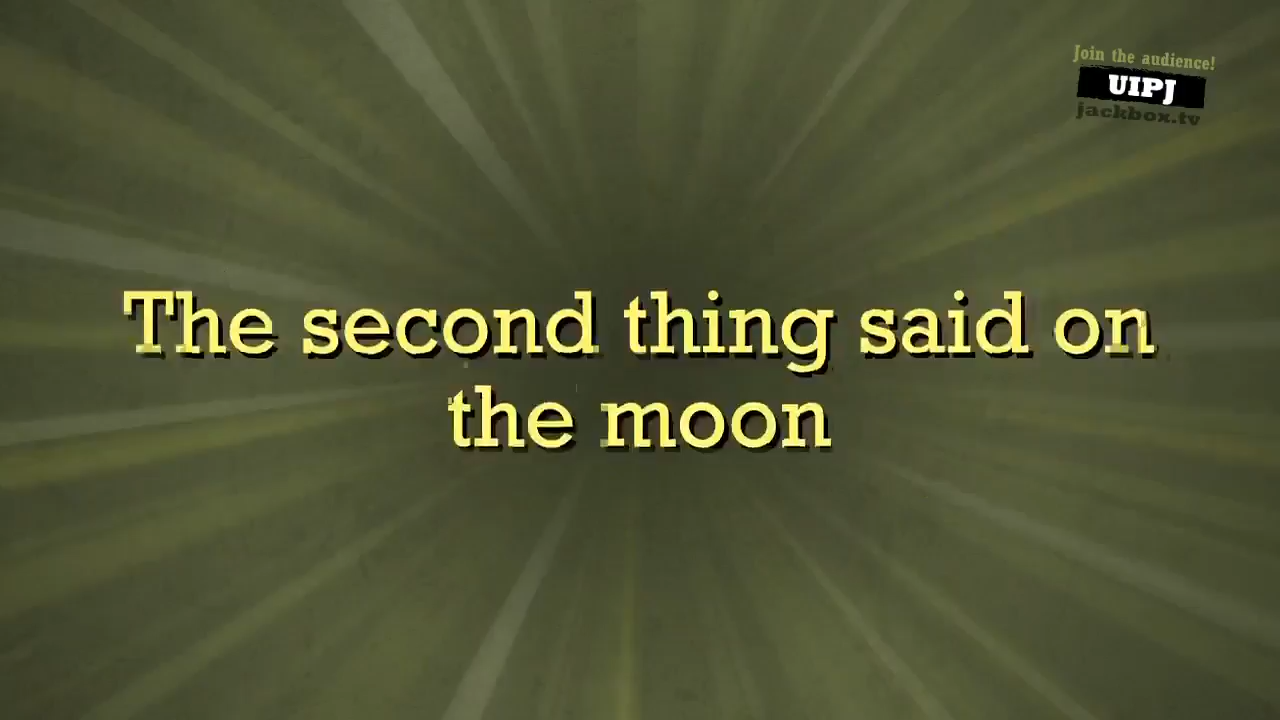 Join the audience!
UIPJ
jackbox.tv
The second thing said on
the moon